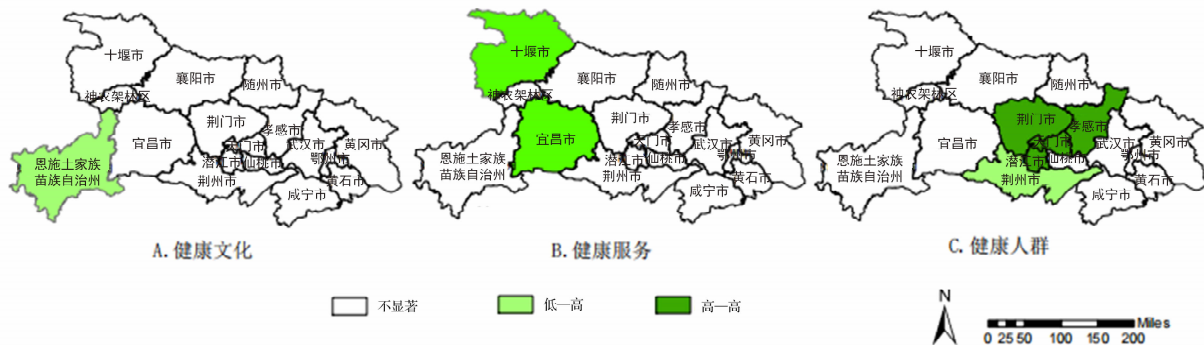 十堰市
襄阳市
随州市
神农架林区
荆门市
孝感市
宜昌市
天门市
武汉市
黄冈市
鄂州市
恩施土家族
苗族自治州
潜江市
仙桃市
荆州市
黄石市
咸宁市
A.健康文化
十堰市
襄阳市
随州市
神农架林区
荆门市
孝感市
宜昌市
天门市
武汉市
黄冈市
鄂州市
恩施土家族
苗族自治州
潜江市
仙桃市
荆州市
黄石市
咸宁市
B.健康服务
十堰市
襄阳市
随州市
神农架林区
荆门市
孝感市
宜昌市
天门市
武汉市
黄冈市
鄂州市
恩施土家族
苗族自治州
潜江市
仙桃市
荆州市
黄石市
咸宁市
C.健康人群
不显著
低—高
高—高
N
Miles
0 25 50 100 150 200